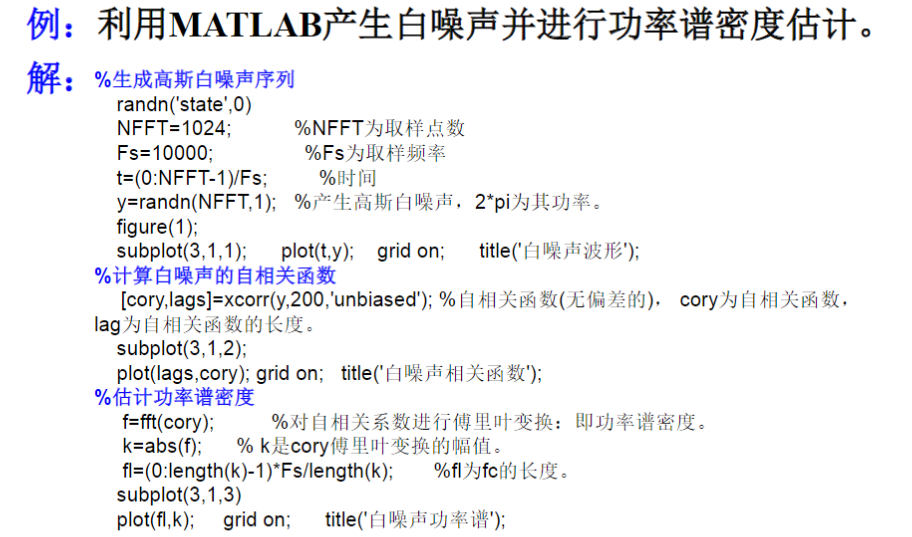 例：利用MATLAB产生白噪声并进行功率谱密度估计。
解：%生成高斯白噪声序列
randn('state',0)
NFFT=1024; %NFFT为取样点数
Fs=10000; %Fs为取样频率
t=(0:NFFT-1)/Fs; %时间
y=randn(NFFT,1); %产生高斯白噪声，2*pi为其功率。
figure(1);
subplot(3,1,1); plot(t,y); grid on; title('白噪声波形');
%计算白噪声的自相关函数
[cory,lags]=xcorr(y,200,'unbiased'); %自相关函数(无偏差的)， cory为自相关函数，
lag为自相关函数的长度。
subplot(3,1,2);
plot(lags,cory); grid on; title('白噪声相关函数');
%估计功率谱密度
f=fft(cory); %对自相关系数进行傅里叶变换：即功率谱密度。
k=abs(f); % k是cory傅里叶变换的幅值。
fl=(0:length(k)-1)*Fs/length(k); %fl为fc的长度。
subplot(3,1,3)
plot(fl,k); grid on; title('白噪声功率谱');